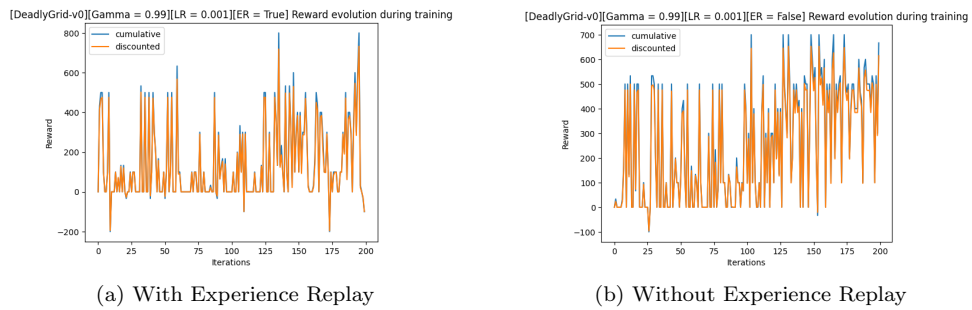 [DeadlyGrid-v0][Gamma = 0.99][LR = 0.001][ER = True] Reward evolution during training
cumulative
discounted
800
600
400
200
0
−200
Reward
0 25 50 75 100 125 150 175 200
Iterations
(a) With Experience Replay
[DeadlyGrid-v0][Gamma = 0.99][LR = 0.001][ER = False] Reward evolution during training
cumulative
discounted
700
600
500
400
300
200
100
0
−100
Reward
0 25 50 75 100 125 150 175 200
Iterations
(b) Without Experience Replay